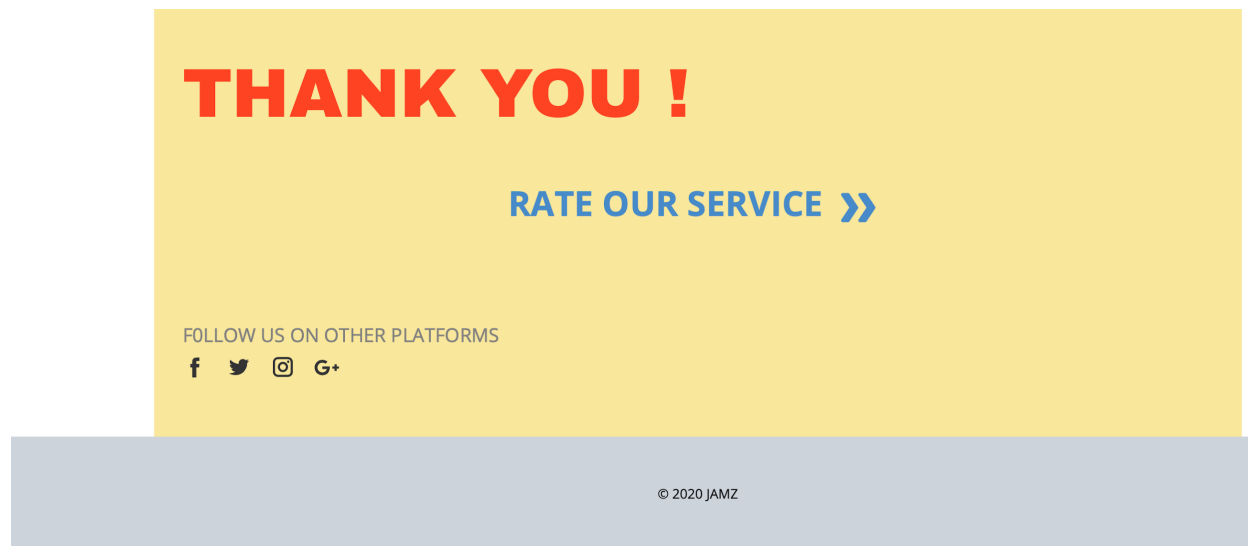 THANK YOU !
RATE OUR SERVICE »
F0LLOW US ON OTHER PLATFORMS
© 2020 JAMZ